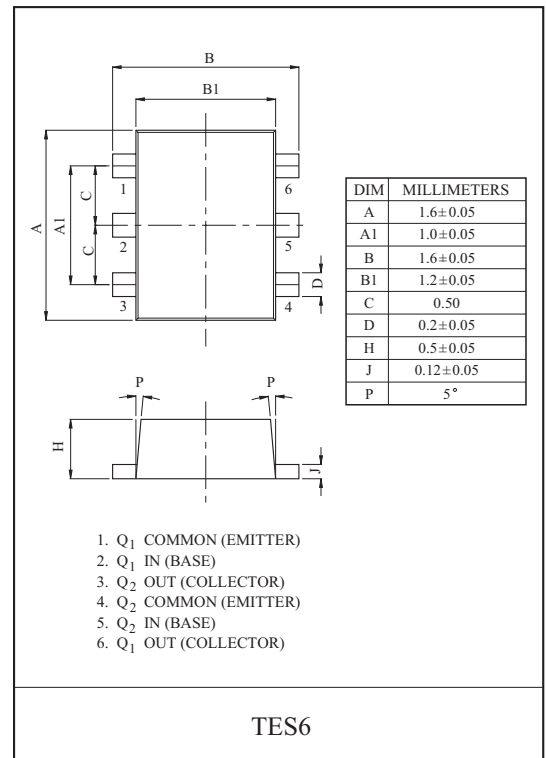 B
B1
A
A1
C
C
D
1
2
3
6
5
4
DIM MILLIMETERS
A 1.6±0.05
A1 1.0±0.05
B 1.6±0.05
B1 1.2±0.05
C 0.50
D 0.2±0.05
H 0.5±0.05
J 0.12±0.05
P 5°
P P
H
J
1. Q1 COMMON (EMITTER)
2. Q1 IN (BASE)
3. Q2 OUT (COLLECTOR)
4. Q2 COMMON (EMITTER)
5. Q2 IN (BASE)
6. Q1 OUT (COLLECTOR)
TES6